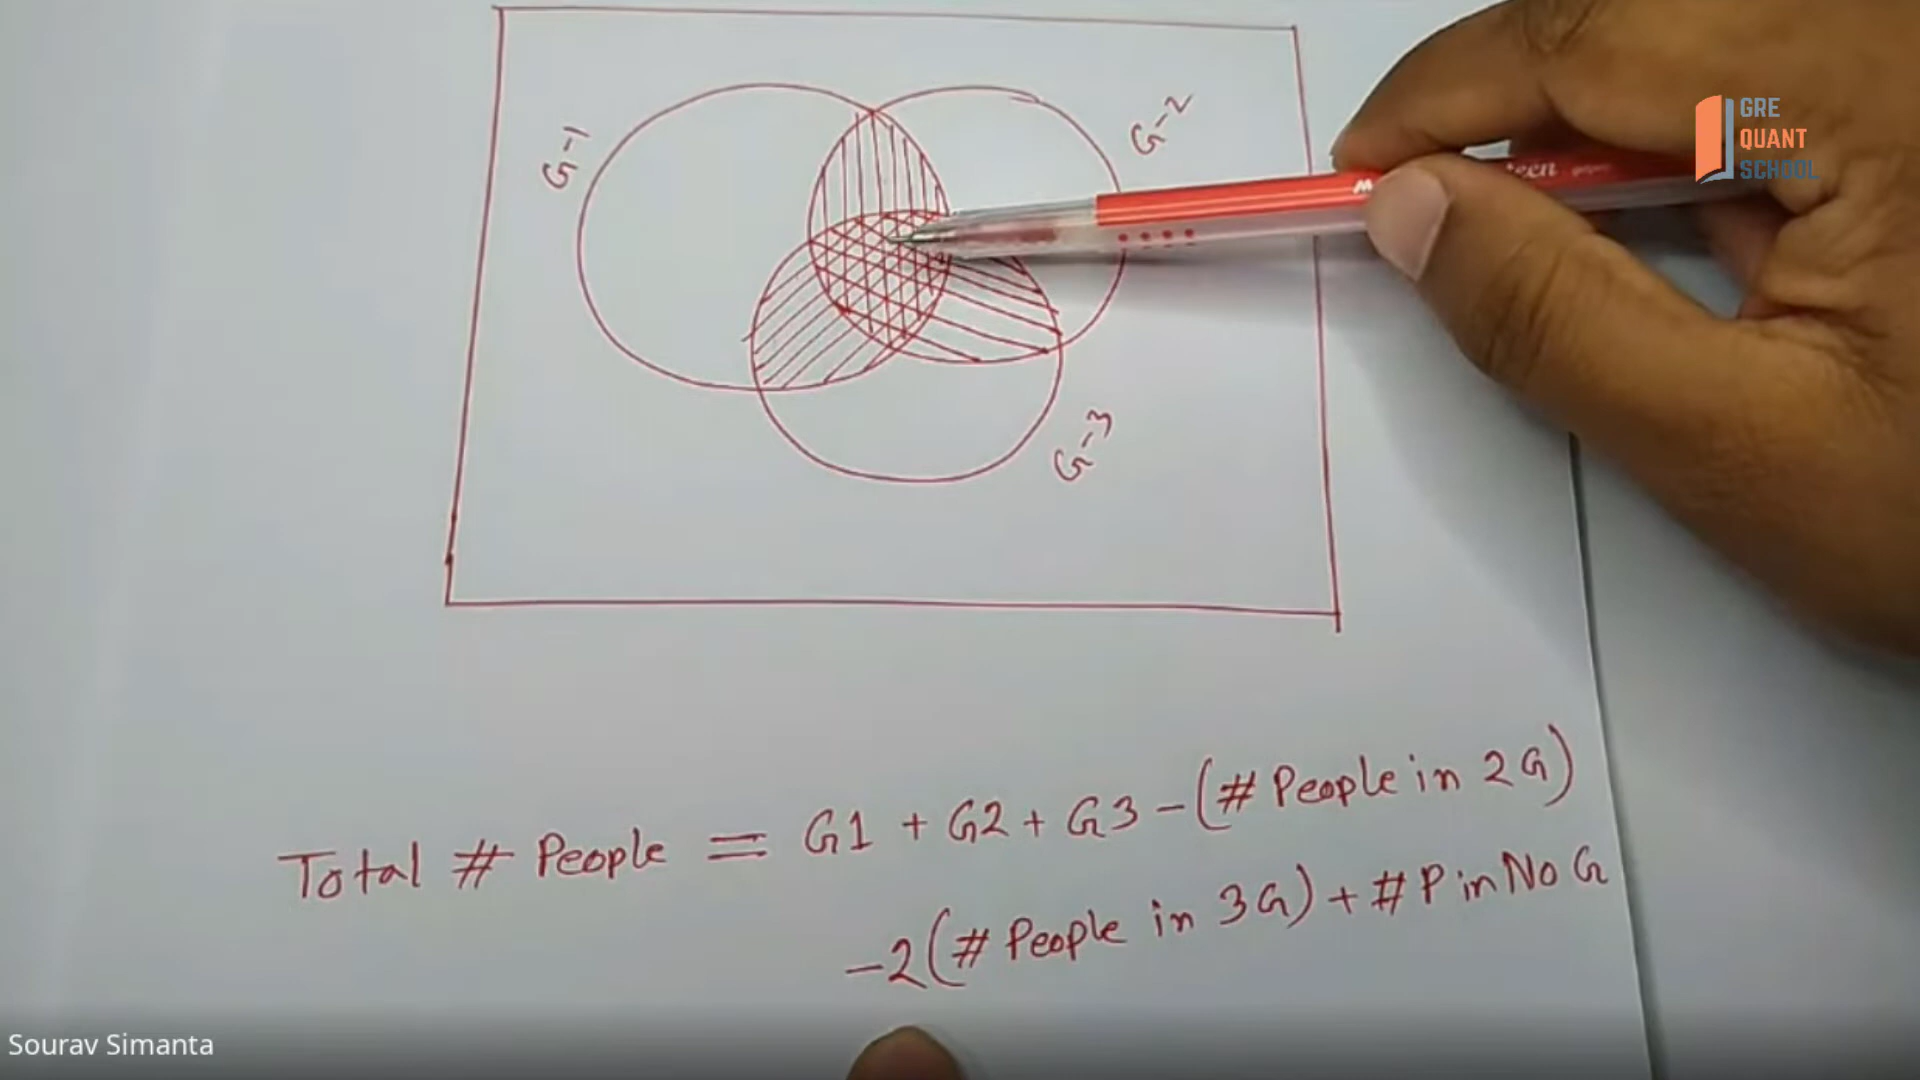 G-1
G-2
G-3
GRE
QUANT
SCHOOL
Total # People = G1 + G2 + G3 - (# People in 2G)
-2(# People in 3G) + # P in No G
Sourav Simanta